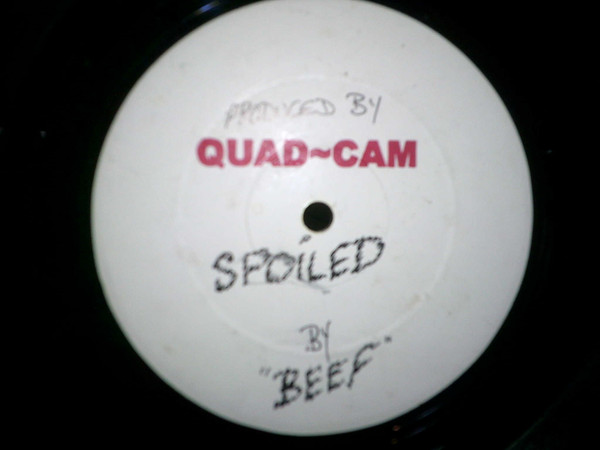 PRODUCED BY
QUAD~CAM
SPOILED
BY
"BEEF"